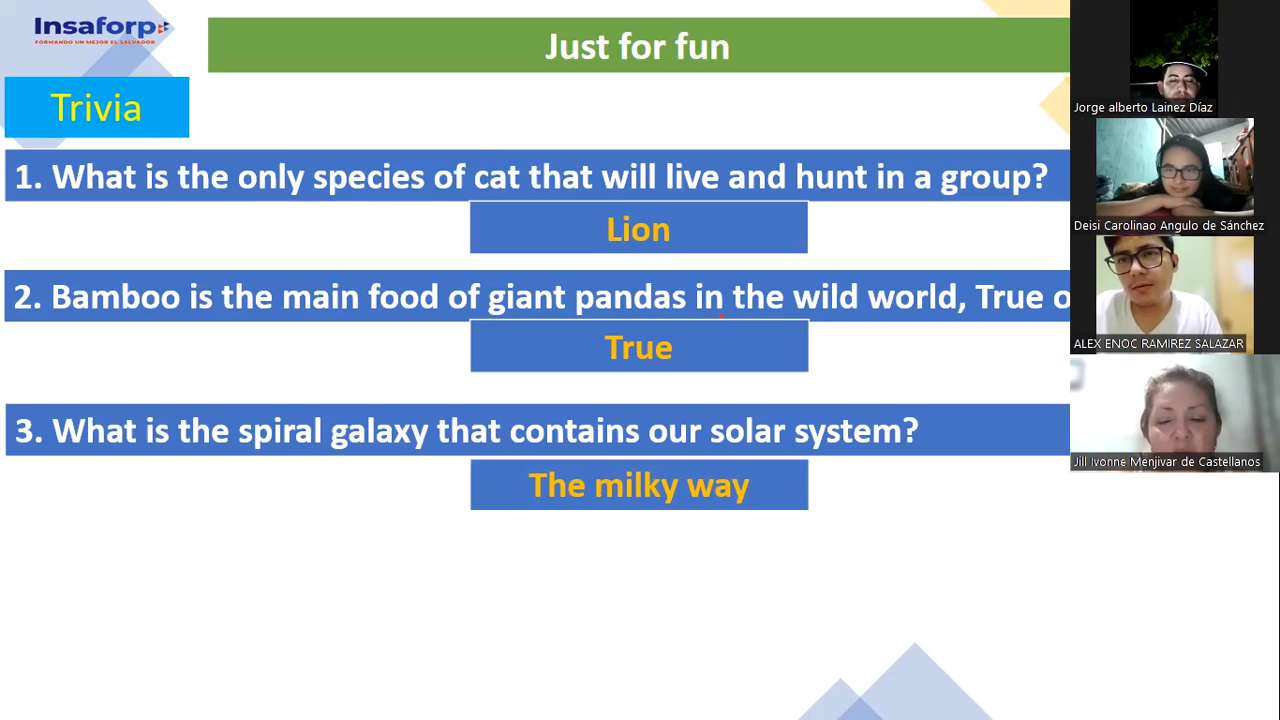 Insaforp
FORMANDO UN MEJOR EL SALVADOR
Just for fun
Trivia
1. What is the only species of cat that will live and hunt in a group?
Lion
2. Bamboo is the main food of giant pandas in the wild world, True o
True
3. What is the spiral galaxy that contains our solar system?
The milky way
Jorge alberto Lainez Díaz
Deisi Carolinao Angulo de Sánchez
ALEX ENOC RAMIREZ SALAZAR
Jill Ivonne Menjivar de Castellanos